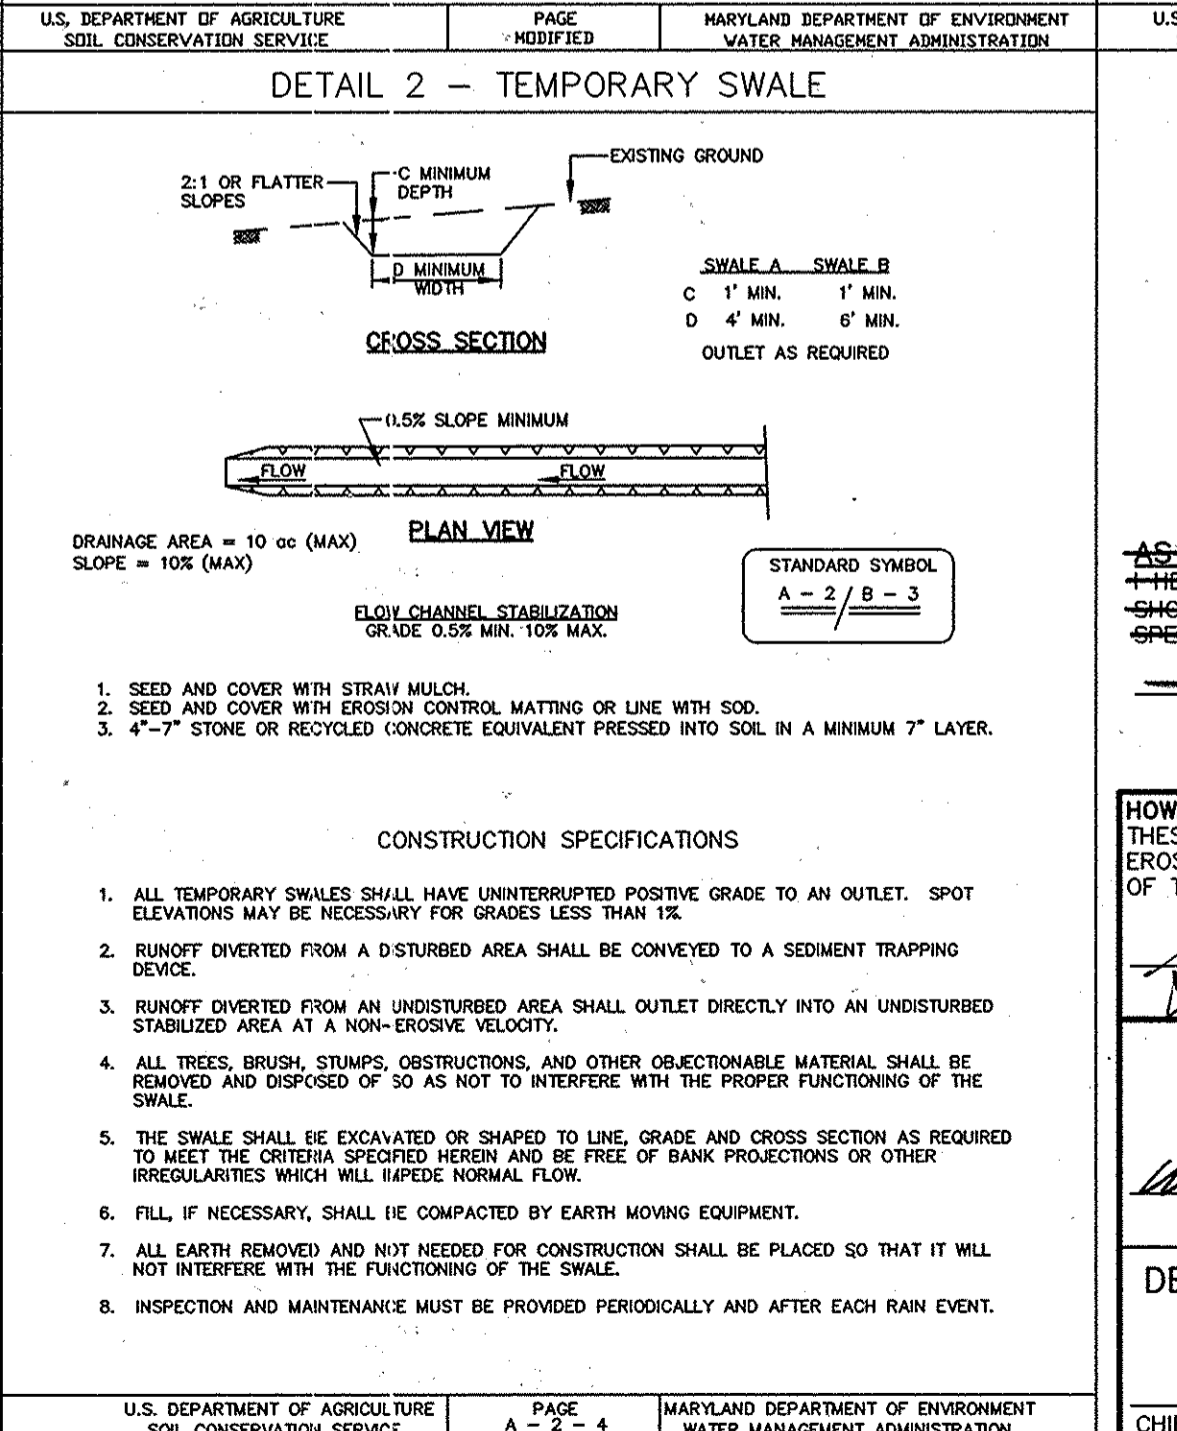 U.S. DEPARTMENT OF AGRICULTURE
SOIL CONSERVATION SERVICE
PAGE
MODIFIED
MARYLAND DEPARTMENT OF ENVIRONMENT
WATER MANAGEMENT ADMINISTRATION
DETAIL 2 – TEMPORARY SWALE
EXISTING GROUND
C MINIMUM
DEPTH
2:1 OR FLATTER
SLOPES
D MINIMUM
WIDTH
SWALE A SWALE B
C 1' MIN. 1' MIN.
D 4' MIN. 6' MIN.
OUTLET AS REQUIRED
CROSS SECTION
0.5% SLOPE MINIMUM
FLOW FLOW
PLAN VIEW
DRAINAGE AREA = 10 ac (MAX)
SLOPE = 10% (MAX)
STANDARD SYMBOL
A – 2 / B – 3
FLOW CHANNEL STABILIZATION
GRADE 0.5% MIN. 10% MAX.
1. SEED AND COVER WITH STRAW MULCH.
2. SEED AND COVER WITH EROSION CONTROL MATTING OR LINE WITH SOD.
3. 4"–7" STONE OR RECYCLED CONCRETE EQUIVALENT PRESSED INTO SOIL IN A MINIMUM 7" LAYER.
CONSTRUCTION SPECIFICATIONS
1. ALL TEMPORARY SWALES SHALL HAVE UNINTERRUPTED POSITIVE GRADE TO AN OUTLET. SPOT
ELEVATIONS MAY BE NECESSARY FOR GRADES LESS THAN 1%.
2. RUNOFF DIVERTED FROM A DISTURBED AREA SHALL BE CONVEYED TO A SEDIMENT TRAPPING
DEVICE.
3. RUNOFF DIVERTED FROM AN UNDISTURBED AREA SHALL OUTLET DIRECTLY INTO AN UNDISTURBED
STABILIZED AREA AT A NON-EROSIVE VELOCITY.
4. ALL TREES, BRUSH, STUMPS, OBSTRUCTIONS, AND OTHER OBJECTIONABLE MATERIAL SHALL BE
REMOVED AND DISPOSED OF SO AS NOT TO INTERFERE WITH THE PROPER FUNCTIONING OF THE
SWALE.
5. THE SWALE SHALL BE EXCAVATED OR SHAPED TO LINE, GRADE AND CROSS SECTION AS REQUIRED
TO MEET THE CRITERIA SPECIFIED HEREIN AND BE FREE OF BANK PROJECTIONS OR OTHER
IRREGULARITIES WHICH WILL IMPEDE NORMAL FLOW.
6. FILL, IF NECESSARY, SHALL BE COMPACTED BY EARTH MOVING EQUIPMENT.
7. ALL EARTH REMOVED AND NOT NEEDED FOR CONSTRUCTION SHALL BE PLACED SO THAT IT WILL
NOT INTERFERE WITH THE FUNCTIONING OF THE SWALE.
8. INSPECTION AND MAINTENANCE MUST BE PROVIDED PERIODICALLY AND AFTER EACH RAIN EVENT.
U.S. DEPARTMENT OF AGRICULTURE
SOIL CONSERVATION SERVICE
PAGE
A – 2 – 4
MARYLAND DEPARTMENT OF ENVIRONMENT
WATER MANAGEMENT ADMINISTRATION
U.S
AS
I HE
SHO
SPE
HOW
THES
EROS
OF T
DE
CHI